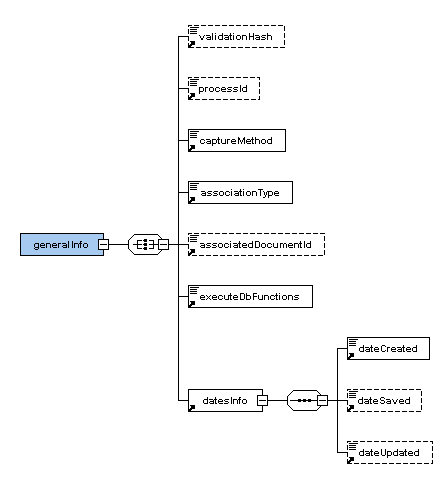 validationHash
processId
captureMethod
associationType
generalInfo
associatedDocumentId
executeDbFunctions
dateCreated
datesInfo
dateSaved
dateUpdated